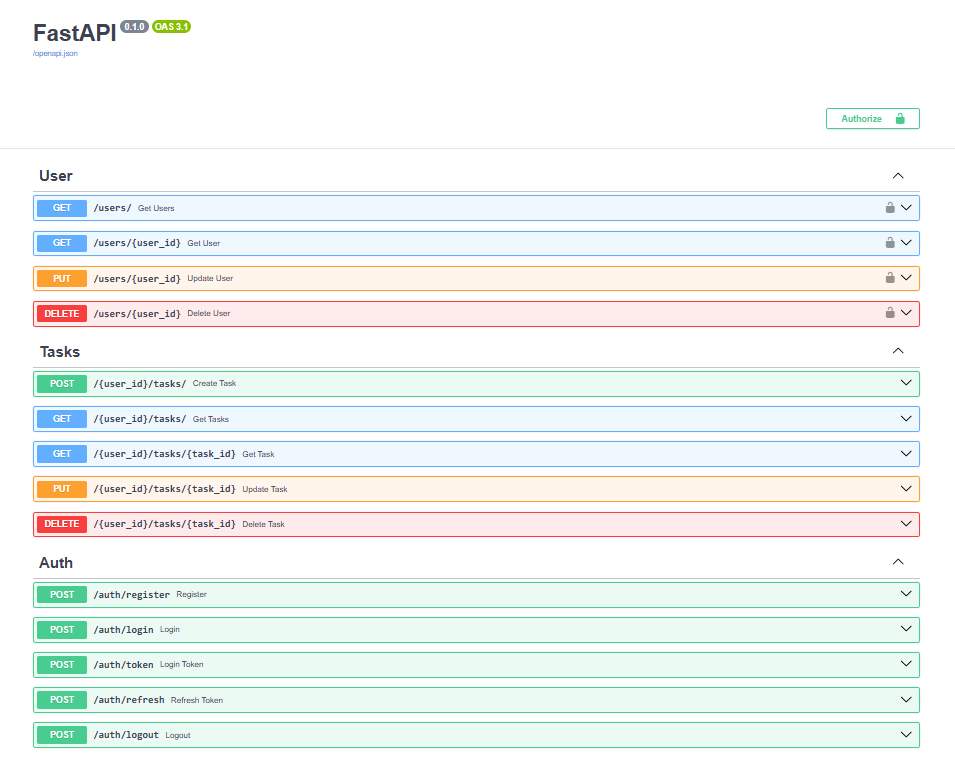 FastAPI 0.1.0 OAS 3.1
/openapi.json
Authorize
User
GET /users/ Get Users
GET /users/{user_id} Get User
PUT /users/{user_id} Update User
DELETE /users/{user_id} Delete User
Tasks
POST /{user_id}/tasks/ Create Task
GET /{user_id}/tasks/ Get Tasks
GET /{user_id}/tasks/{task_id} Get Task
PUT /{user_id}/tasks/{task_id} Update Task
DELETE /{user_id}/tasks/{task_id} Delete Task
Auth
POST /auth/register Register
POST /auth/login Login
POST /auth/token Login Token
POST /auth/refresh Refresh Token
POST /auth/logout Logout